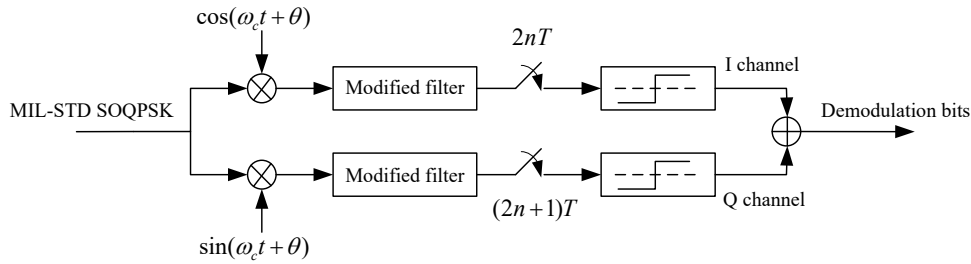 cos(ω_c t + θ)
2nT
Modified filter
I channel
MIL-STD SOQPSK
Demodulation bits
Modified filter
(2n+1)T
Q channel
sin(ω_c t + θ)